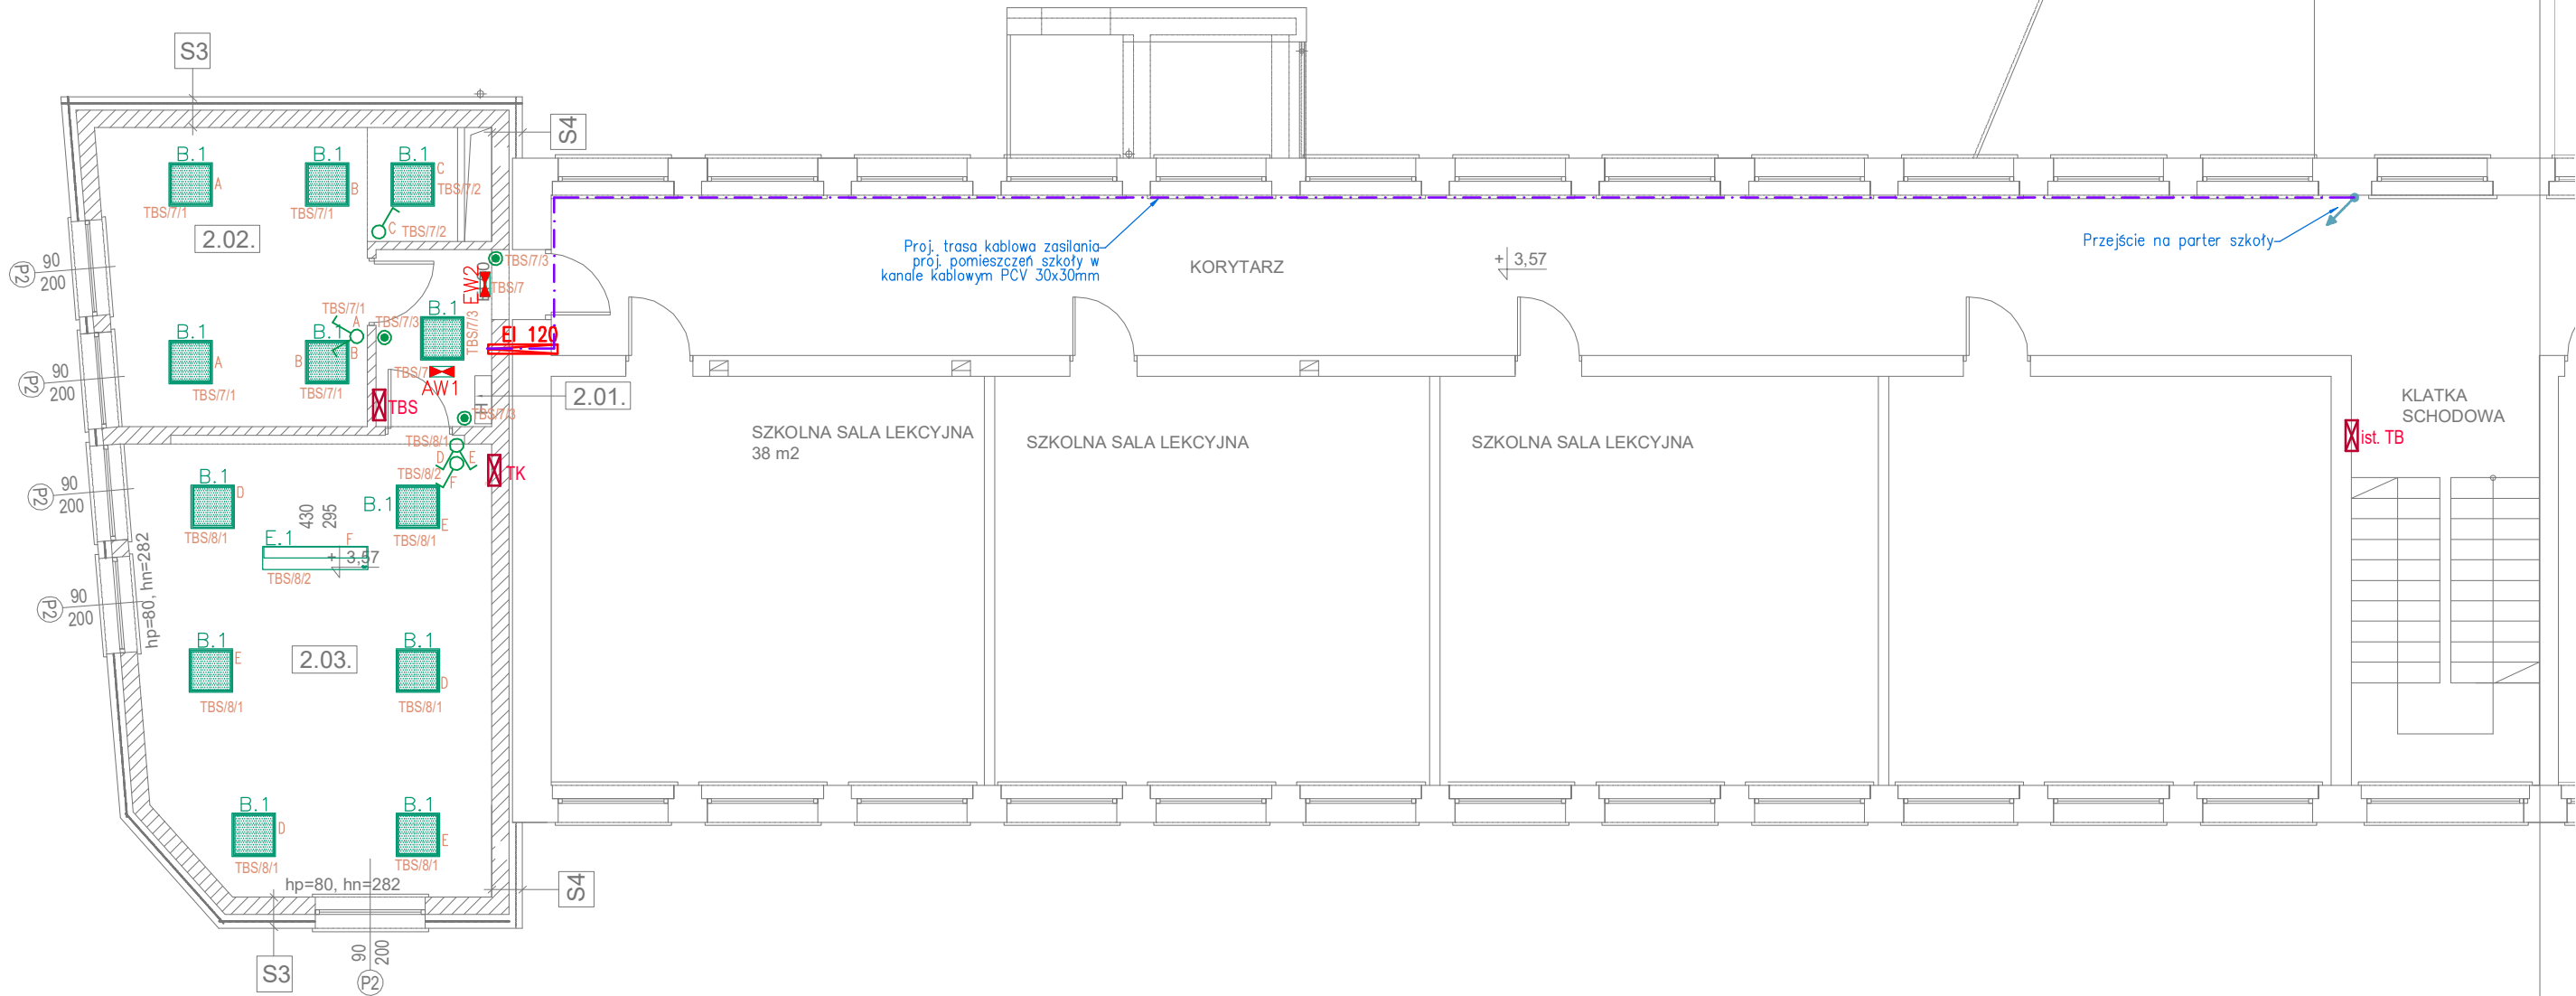 S3
S4
B.1
A
TBS/7/1
B.1
B
TBS/7/1
B.1
C
TBS/7/2
C
TBS/7/2
2.02.
P2
90
200
TBS/7/3
EW2
TBS/7
TBS/7/1
A
B
TBS/7/3
B.1
TBS/7/3
EI 120
B.1
A
TBS/7/1
B.1
B
TBS/7/1
TBS/7
AW1
TBS
2.01.
H
TBS/7/3
P2
90
200
Proj. trasa kablowa zasilania
proj. pomieszczeń szkoły w
kanale kablowym PCV 30x30mm
KORYTARZ
+ 3,57
Przejście na parter szkoły
KLATKA
SCHODOWA
ist. TB
SZKOLNA SALA LEKCYJNA
38 m2
SZKOLNA SALA LEKCYJNA
SZKOLNA SALA LEKCYJNA
TBS/8/1
D
E
TBS/8/2
F
TK
P2
90
200
B.1
D
TBS/8/1
430
295
B.1
E
TBS/8/1
E.1
F
+ 3,57
TBS/8/2
P2
90
200
hp=80, hn=282
B.1
E
TBS/8/1
2.03.
B.1
D
TBS/8/1
B.1
D
TBS/8/1
B.1
E
TBS/8/1
hp=80, hn=282
S4
S3
90
200
P2